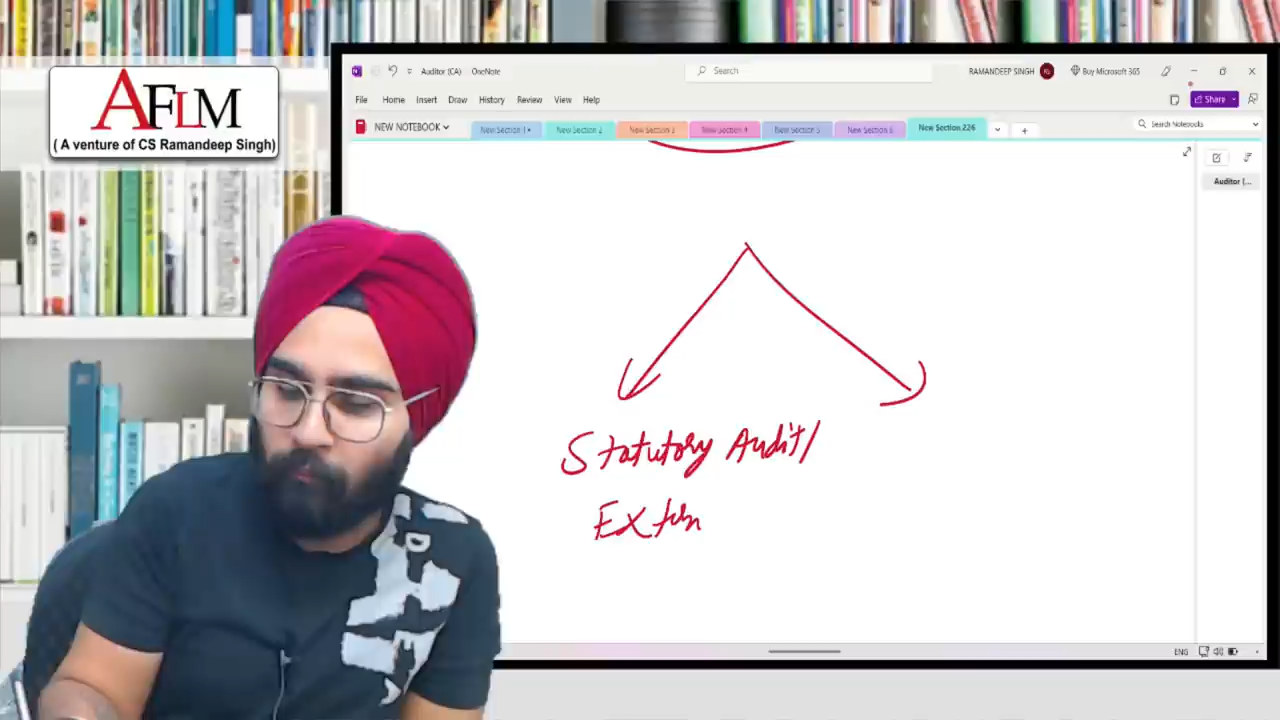 AFLM
( A venture of CS Ramandeep Singh)
Auditor (CA) OneNote
Search
RAMANDEEP SINGH
Buy Microsoft 365
File Home Insert Draw History Review View Help
Share
NEW NOTEBOOK
New Section 1 New Section 2 New Section 3 New Section 4 New Section 5 New Section 6 New Section 226
Search Notebooks
Auditor (...
Statutory Audit/
Extern
ENG